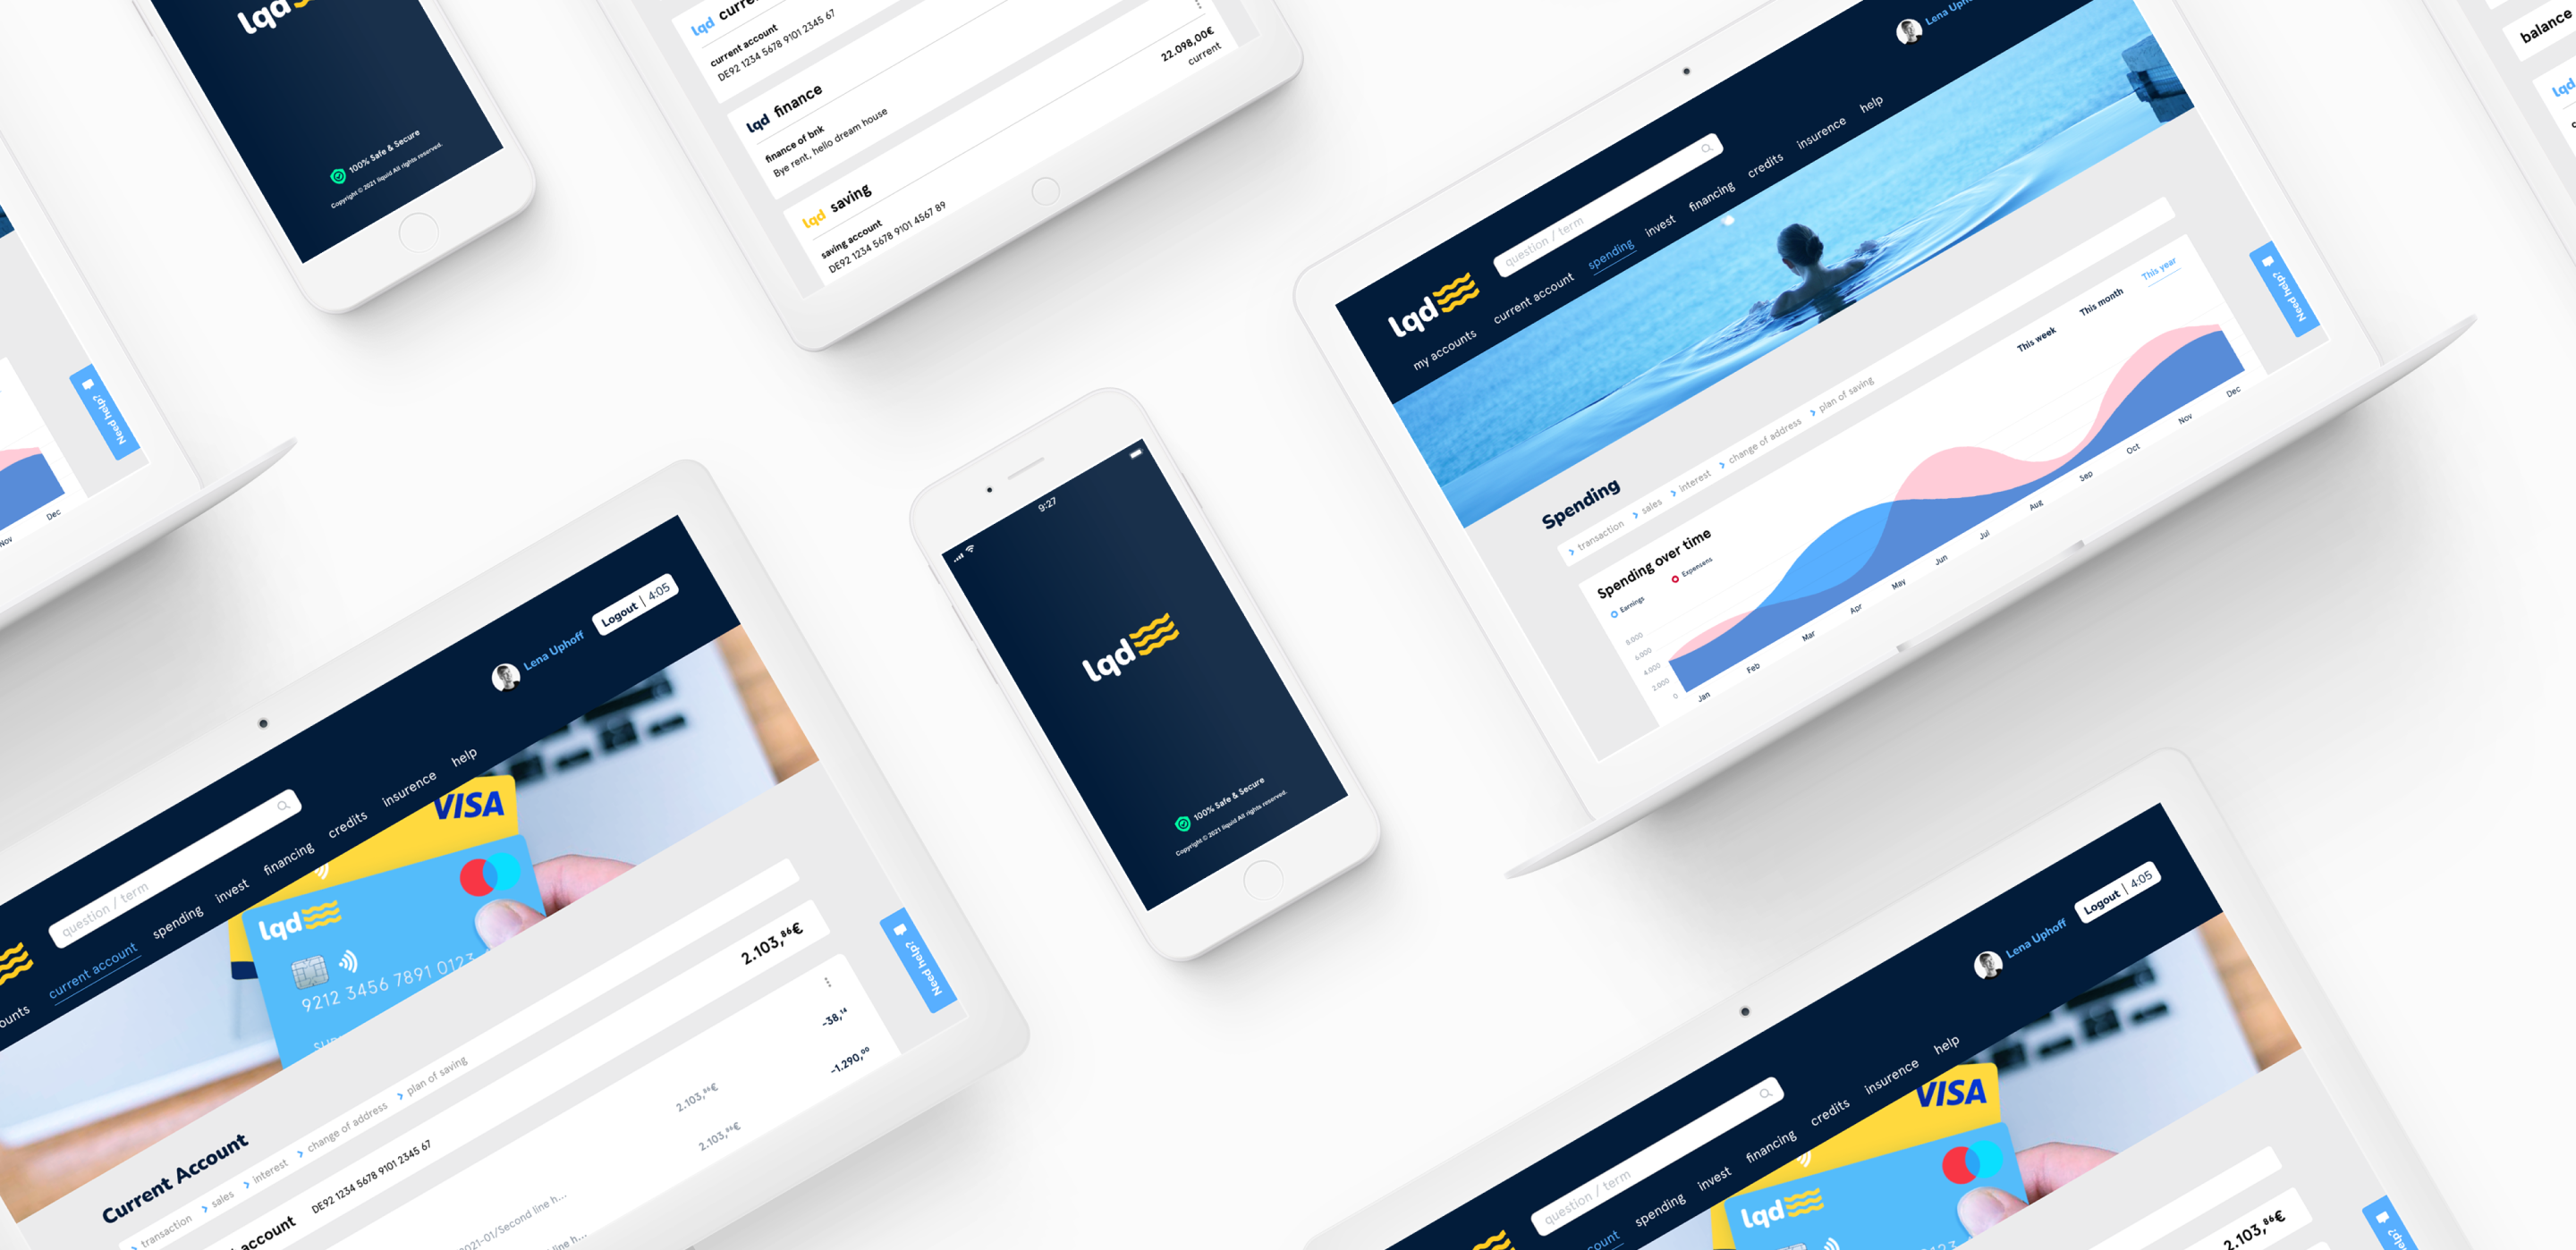 lqd
100% Safe & Secure
Copyright © 2021 liquid All rights reserved.
Need help?
Nov
Dec
lqd
current account
DE92 1234 5678 9101 2345 67
22.098,00€
current
lqd finance
finance of bnk
Bye rent, hello dream house
lqd saving
saving account
DE92 1234 5678 9101 4567 89
balance
lqd
Lena
lqd
question / term
my accounts
current account
spending
invest
financing
credits
insurence
help
Spending
transaction
sales
interest
change of address
plan of saving
This week
This month
This year
Spending over time
Earnings
Expensens
8.000
6.000
4.000
2.000
0
Jan
Feb
Mar
Apr
May
Jun
Jul
Aug
Sep
Oct
Nov
Dec
Need help?
9:27
lqd
100% Safe & Secure
Copyright © 2021 liquid All rights reserved.
Lena Uphoff
Logout | 4:05
question / term
current account
spending
invest
financing
credits
insurence
help
VISA
lqd
9212 3456 7891 0123
Current Account
transaction
sales
interest
change of address
plan of saving
account
DE92 1234 5678 9101 2345 67
2.103,86€
-38,14
2.103,86€
-1.290,00
2.103,86€
2021-01/Second line h...
line h...
Need help?
Lena Uphoff
Logout | 4:05
question / term
spending
invest
financing
credits
insurence
help
VISA
lqd
2.103,86€
help?